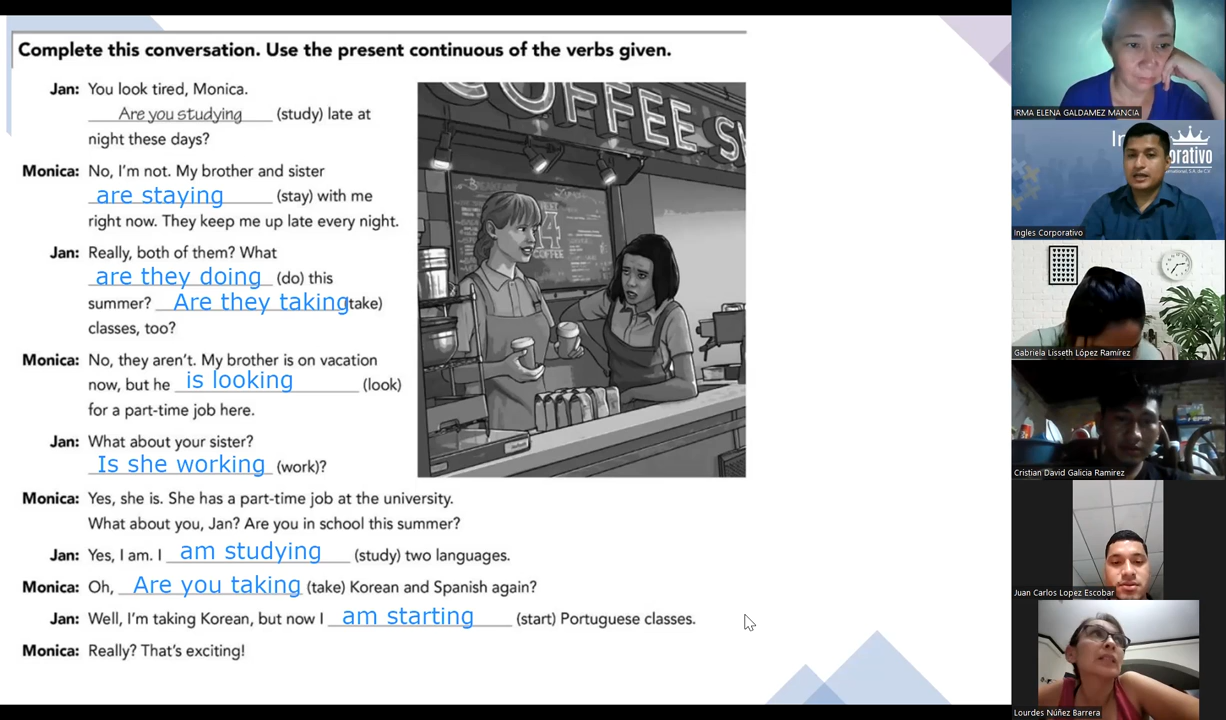 Complete this conversation. Use the present continuous of the verbs given.
Jan: You look tired, Monica.
Are you studying (study) late at
night these days?
Monica: No, I'm not. My brother and sister
are staying (stay) with me
right now. They keep me up late every night.
Jan: Really, both of them? What
are they doing (do) this
summer? Are they taking (take)
classes, too?
Monica: No, they aren't. My brother is on vacation
now, but he is looking (look)
for a part-time job here.
Jan: What about your sister?
Is she working (work)?
Monica: Yes, she is. She has a part-time job at the university.
What about you, Jan? Are you in school this summer?
Jan: Yes, I am. I am studying (study) two languages.
Monica: Oh, Are you taking (take) Korean and Spanish again?
Jan: Well, I'm taking Korean, but now I am starting (start) Portuguese classes.
Monica: Really? That's exciting!
COFFEE SH
COFFEE
IRMA ELENA GALDAMEZ MANCIA
In
orativo
Ingles Corporativo
Gabriela Lisseth López Ramírez
Cristian David Galicia Ramirez
Juan Carlos Lopez Escobar
Lourdes Núñez Barrera